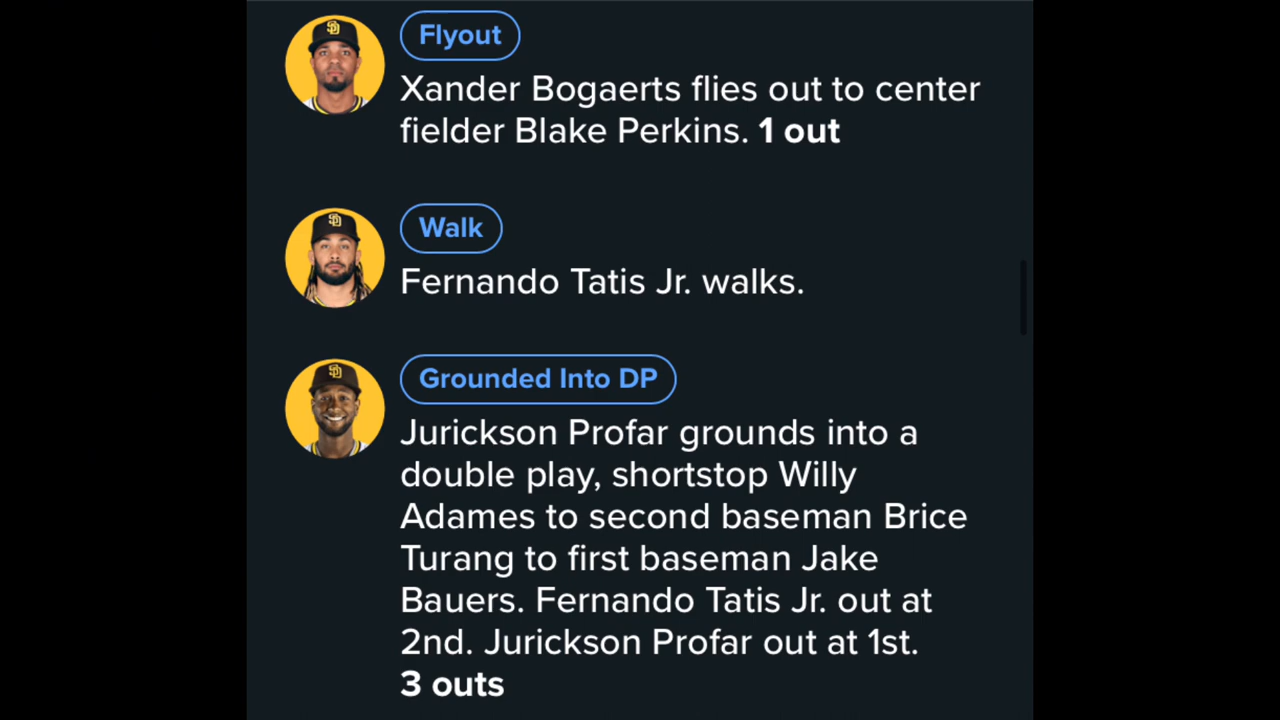 Flyout
Xander Bogaerts flies out to center
fielder Blake Perkins. 1 out
Walk
Fernando Tatis Jr. walks.
Grounded Into DP
Jurickson Profar grounds into a
double play, shortstop Willy
Adames to second baseman Brice
Turang to first baseman Jake
Bauers. Fernando Tatis Jr. out at
2nd. Jurickson Profar out at 1st.
3 outs